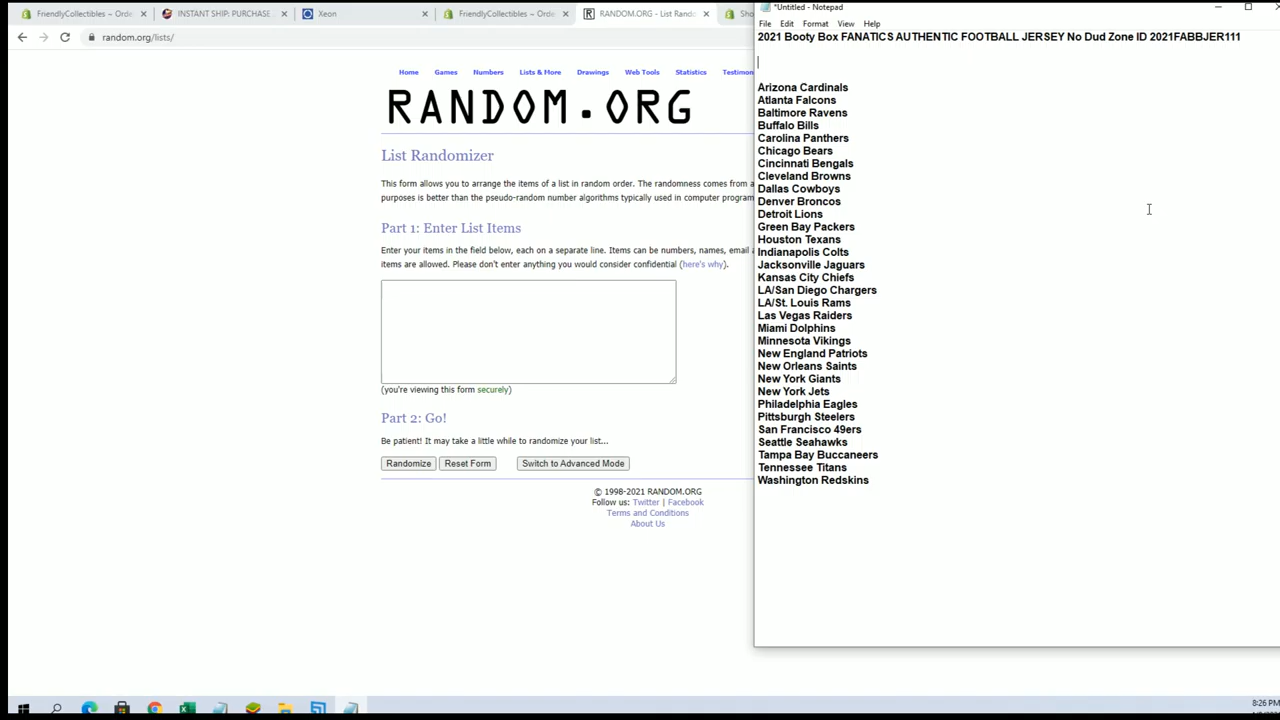 FriendlyCollectibles ~ Orde
INSTANT SHIP: PURCHASE
Xeon
FriendlyCollectibles ~ Orde
RANDOM.ORG - List Rando
Sho
random.org/lists/
Home
Games
Numbers
Lists & More
Drawings
Web Tools
Statistics
Testimon
RANDOM.ORG
List Randomizer
This form allows you to arrange the items of a list in random order. The randomness comes from a
purposes is better than the pseudo-random number algorithms typically used in computer program
Part 1: Enter List Items
Enter your items in the field below, each on a separate line. Items can be numbers, names, email a
items are allowed. Please don't enter anything you would consider confidential (here's why).
(you're viewing this form securely)
Part 2: Go!
Be patient! It may take a little while to randomize your list...
Randomize
Reset Form
Switch to Advanced Mode
© 1998-2021 RANDOM.ORG
Follow us: Twitter | Facebook
Terms and Conditions
About Us
*Untitled - Notepad
File Edit Format View Help
2021 Booty Box FANATICS AUTHENTIC FOOTBALL JERSEY No Dud Zone ID 2021FABBJER111
Arizona Cardinals
Atlanta Falcons
Baltimore Ravens
Buffalo Bills
Carolina Panthers
Chicago Bears
Cincinnati Bengals
Cleveland Browns
Dallas Cowboys
Denver Broncos
Detroit Lions
Green Bay Packers
Houston Texans
Indianapolis Colts
Jacksonville Jaguars
Kansas City Chiefs
LA/San Diego Chargers
LA/St. Louis Rams
Las Vegas Raiders
Miami Dolphins
Minnesota Vikings
New England Patriots
New Orleans Saints
New York Giants
New York Jets
Philadelphia Eagles
Pittsburgh Steelers
San Francisco 49ers
Seattle Seahawks
Tampa Bay Buccaneers
Tennessee Titans
Washington Redskins
8:26 PM